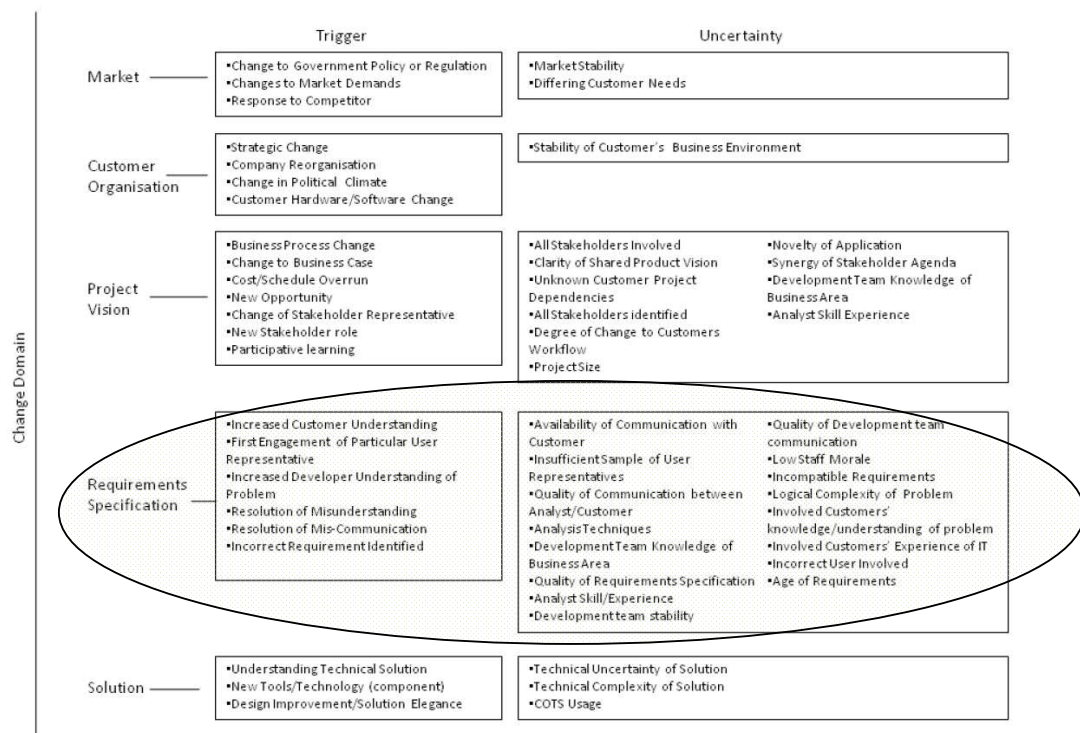 Trigger
Uncertainty
Change Domain
Market
▪Change to Government Policy or Regulation
▪Changes to Market Demands
▪Response to Competitor
▪Market Stability
▪Differing Customer Needs
Customer
Organisation
▪Strategic Change
▪Company Reorganisation
▪Change in Political Climate
▪Customer Hardware/Software Change
▪Stability of Customer's Business Environment
Project
Vision
▪Business Process Change
▪Change to Business Case
▪Cost/Schedule Overrun
▪New Opportunity
▪Change of Stakeholder Representative
▪New Stakeholder role
▪Participative learning
▪All Stakeholders Involved
▪Clarity of Shared Product Vision
▪Unknown Customer Project
Dependencies
▪All Stakeholders identified
▪Degree of Change to Customers
Workflow
▪Project Size
▪Novelty of Application
▪Synergy of Stakeholder Agenda
▪Development Team Knowledge of
Business Area
▪Analyst Skill Experience
Requirements
Specification
▪Increased Customer Understanding
▪First Engagement of Particular User
Representative
▪Increased Developer Understanding of
Problem
▪Resolution of Misunderstanding
▪Resolution of Mis-Communication
▪Incorrect Requirement Identified
▪Availability of Communication with
Customer
▪Insufficient Sample of User
Representatives
▪Quality of Communication between
Analyst/Customer
▪Analysis Techniques
▪Development Team Knowledge of
Business Area
▪Quality of Requirements Specification
▪Analyst Skill/Experience
▪Development team stability
▪Quality of Development team
communication
▪Low Staff Morale
▪Incompatible Requirements
▪Logical Complexity of Problem
▪Involved Customers'
knowledge/understanding of problem
▪Involved Customers' Experience of IT
▪Incorrect User Involved
▪Age of Requirements
Solution
▪Understanding Technical Solution
▪New Tools/Technology (component)
▪Design Improvement/Solution Elegance
▪Technical Uncertainty of Solution
▪Technical Complexity of Solution
▪COTS Usage